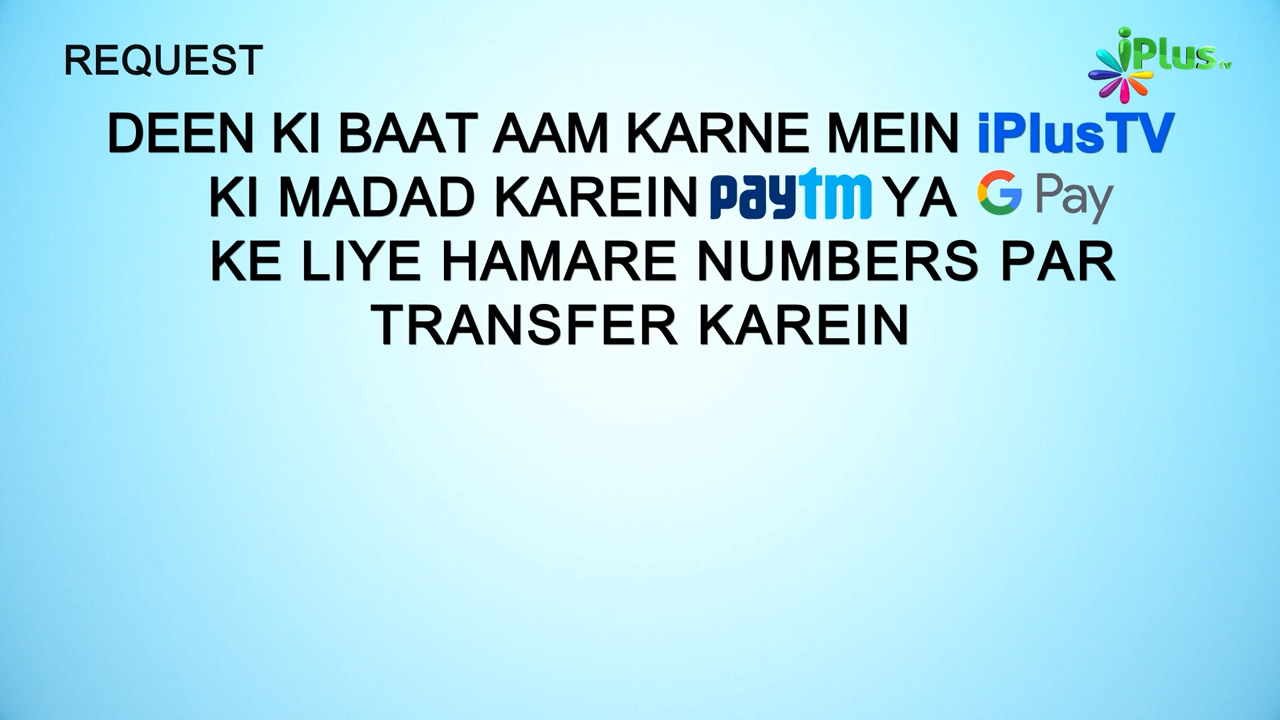 REQUEST
iPlus tv
DEEN KI BAAT AAM KARNE MEIN iPlusTV
KI MADAD KAREIN paytm YA G Pay
KE LIYE HAMARE NUMBERS PAR
TRANSFER KAREIN